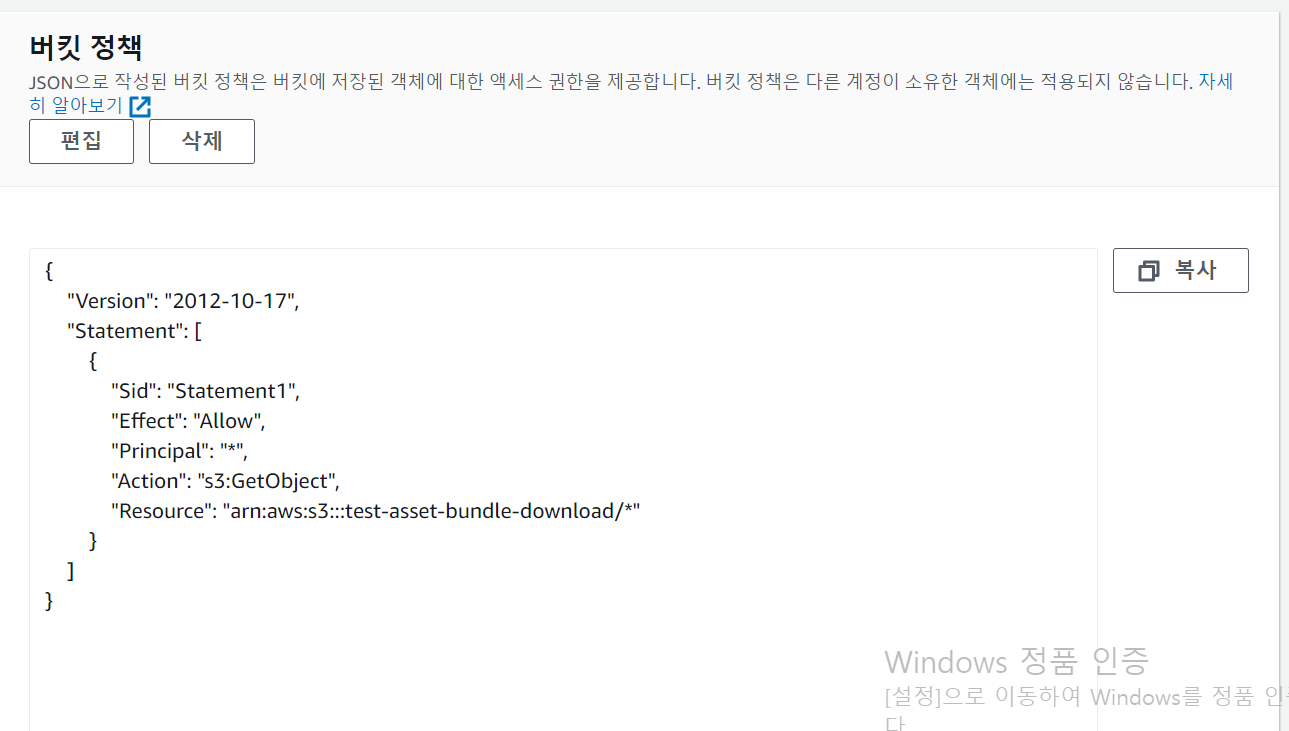 버킷 정책
JSON으로 작성된 버킷 정책은 버킷에 저장된 객체에 대한 액세스 권한을 제공합니다. 버킷 정책은 다른 계정이 소유한 객체에는 적용되지 않습니다. 자세
히 알아보기
편집 삭제
{
복사
"Version": "2012-10-17",
"Statement": [
{
"Sid": "Statement1",
"Effect": "Allow",
"Principal": "*",
"Action": "s3:GetObject",
"Resource": "arn:aws:s3:::test-asset-bundle-download/*"
}
]
}
Windows 정품 인증
[설정]으로 이동하여 Windows를 정품 인
다